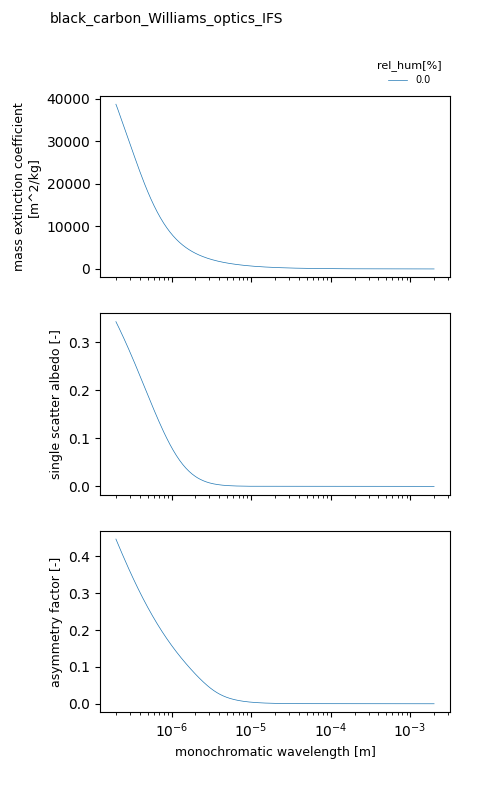 black_carbon_Williams_optics_IFS
rel_hum[%]
0.0
mass extinction coefficient
[m^2/kg]
40000
30000
20000
10000
0
single scatter albedo [-]
0.3
0.2
0.1
0.0
asymmetry factor [-]
0.4
0.3
0.2
0.1
0.0
10⁻⁶ 10⁻⁵ 10⁻⁴ 10⁻³
monochromatic wavelength [m]